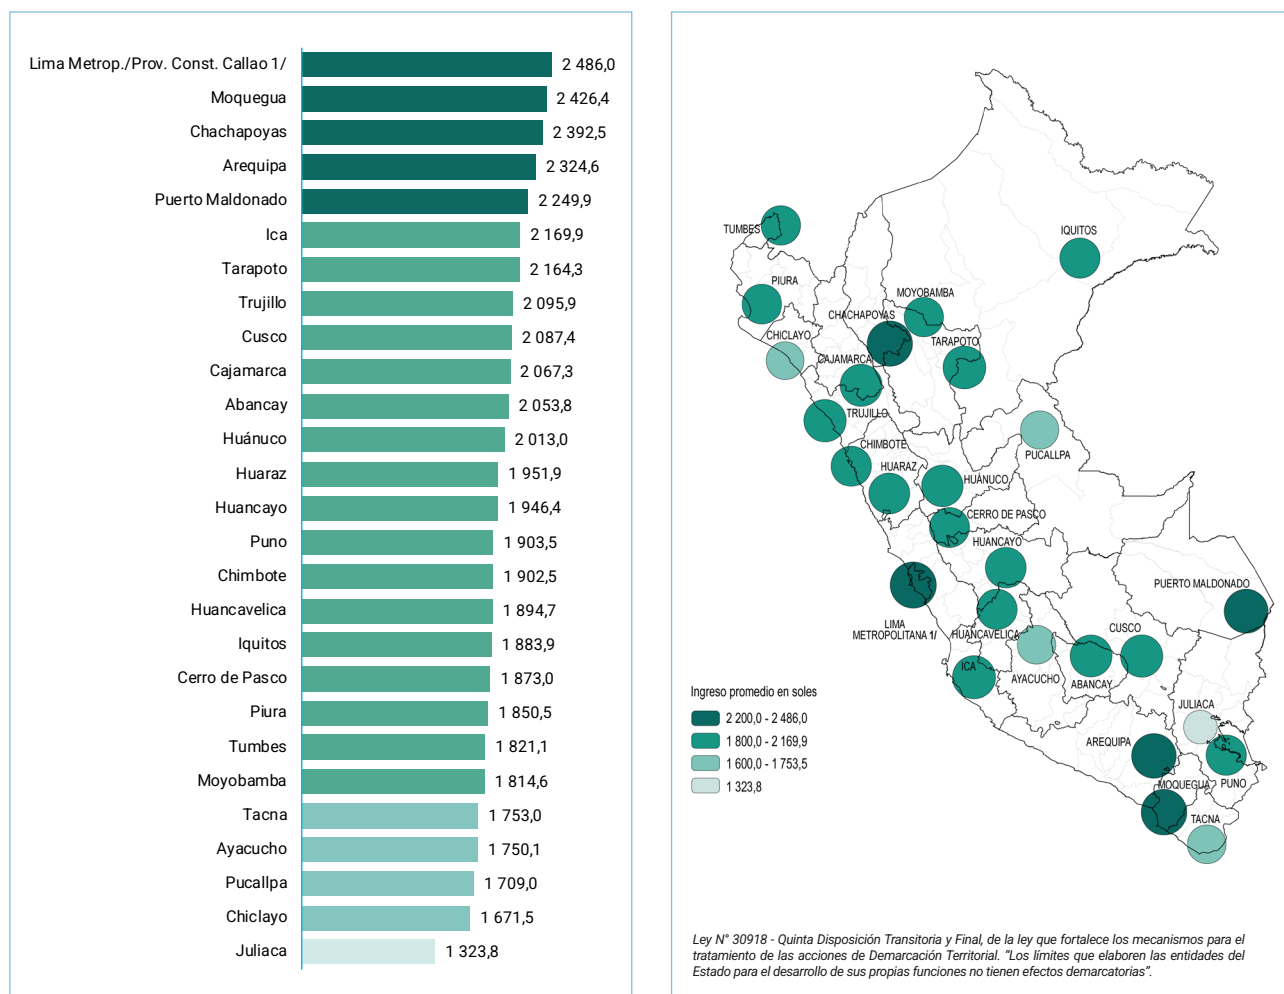 Lima Metrop./Prov. Const. Callao 1/ 2 486,0
Moquegua 2 426,4
Chachapoyas 2 392,5
Arequipa 2 324,6
Puerto Maldonado 2 249,9
Ica 2 169,9
Tarapoto 2 164,3
Trujillo 2 095,9
Cusco 2 087,4
Cajamarca 2 067,3
Abancay 2 053,8
Huánuco 2 013,0
Huaraz 1 951,9
Huancayo 1 946,4
Puno 1 903,5
Chimbote 1 902,5
Huancavelica 1 894,7
Iquitos 1 883,9
Cerro de Pasco 1 873,0
Piura 1 850,5
Tumbes 1 821,1
Moyobamba 1 814,6
Tacna 1 753,0
Ayacucho 1 750,1
Pucallpa 1 709,0
Chiclayo 1 671,5
Juliaca 1 323,8
TUMBES
IQUITOS
PIURA
MOYOBAMBA
CHACHAPOYAS
CHICLAYO
TARAPOTO
CAJAMARCA
TRUJILLO
CHIMBOTE
PUCALLPA
HUARAZ
HUÁNUCO
CERRO DE PASCO
HUANCAYO
PUERTO MALDONADO
LIMA
METROPOLITANA 1/
HUANCAVELICA
CUSCO
ICA
AYACUCHO
ABANCAY
JULIACA
AREQUIPA
MOQUEGUA
PUNO
TACNA
Ingreso promedio en soles
2 200,0 - 2 486,0
1 800,0 - 2 169,9
1 600,0 - 1 753,5
1 323,8
Ley N° 30918 - Quinta Disposición Transitoria y Final, de la ley que fortalece los mecanismos para el
tratamiento de las acciones de Demarcación Territorial. "Los límites que elaboren las entidades del
Estado para el desarrollo de sus propias funciones no tienen efectos demarcatorias".